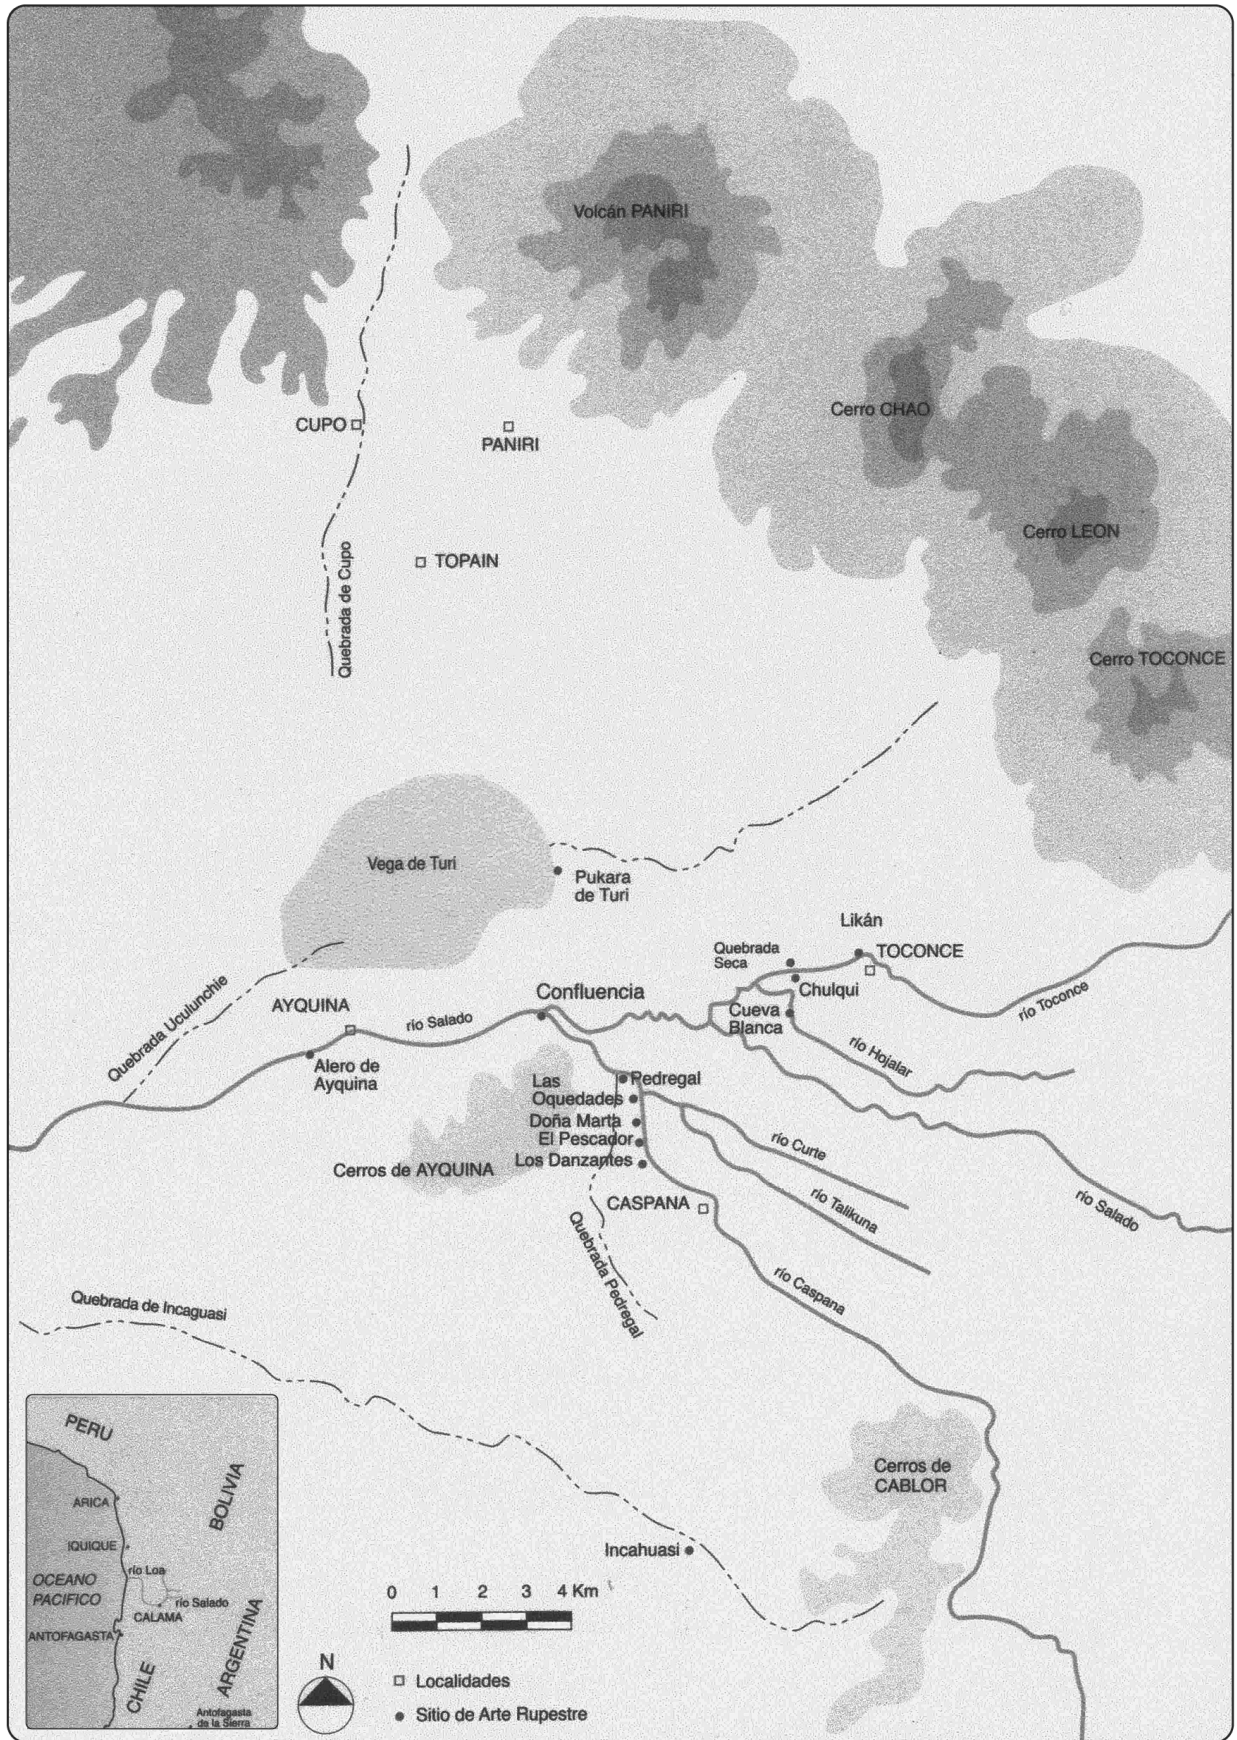 Volcán PANIRI
Cerro CHAO
CUPO
PANIRI
Cerro LEON
TOPAIN
Quebrada de Cupo
Cerro TOCONCE
Vega de Turi
Pukara
de Turi
Likán
Quebrada
Seca
TOCONCE
Chulqui
Quebrada Uculunchie
AYQUINA
Confluencia
río Salado
Cueva
Blanca
río Toconce
río Hojalar
Alero de
Ayquina
Pedregal
Las
Oquedades
Doña Marta
El Pescador
Los Danzantes
Cerros de AYQUINA
río Curte
río Talikuna
río Salado
CASPANA
Quebrada Pedregal
río Caspana
Quebrada de Incaguasi
Cerros de
CABLOR
Incahuasi
PERU
BOLIVIA
ARICA
IQUIQUE
río Loa
OCEANO
PACIFICO
río Salado
CALAMA
ANTOFAGASTA
CHILE
ARGENTINA
Antofagasta
de la Sierra
0 1 2 3 4 Km
N
Localidades
Sitio de Arte Rupestre